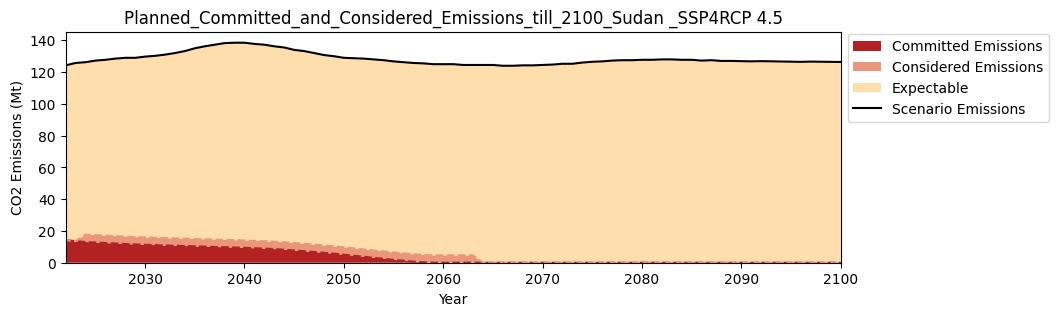 Planned_Committed_and_Considered_Emissions_till_2100_Sudan _SSP4RCP 4.5
CO2 Emissions (Mt)
140
120
100
80
60
40
20
0
2030
2040
2050
2060
2070
2080
2090
2100
Year
Committed Emissions
Considered Emissions
Expectable
Scenario Emissions